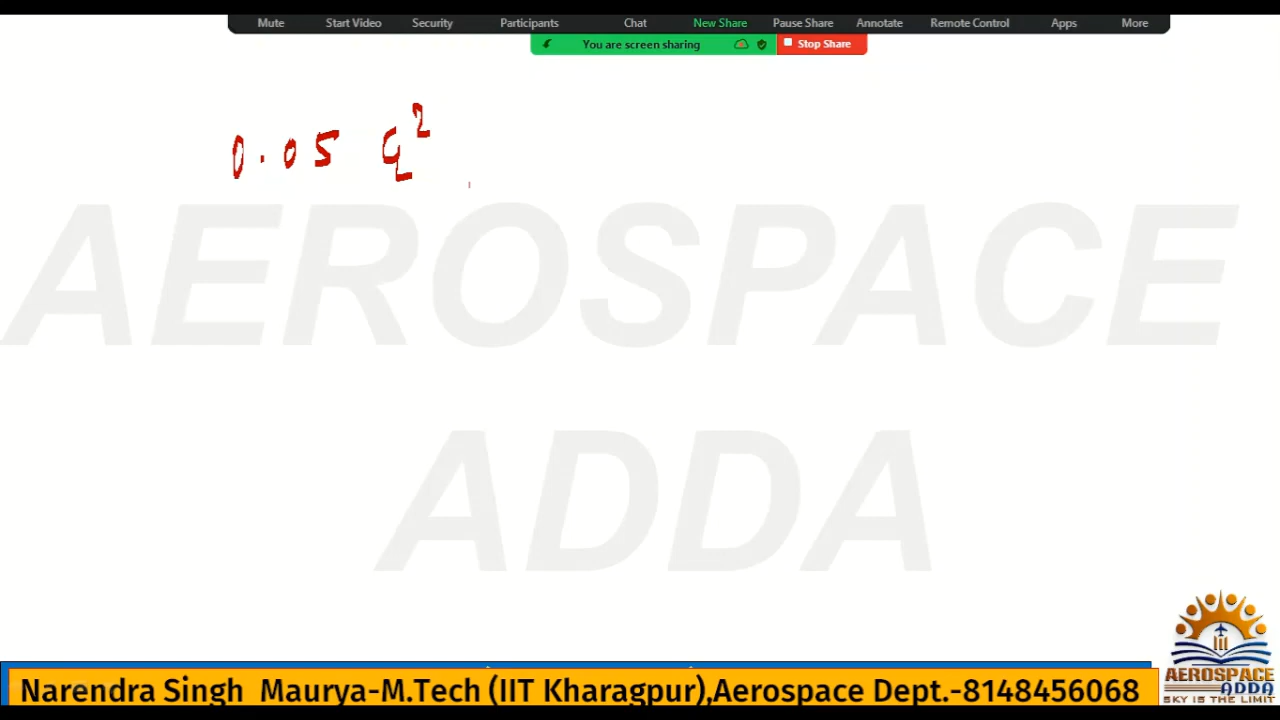 Mute Start Video Security Participants Chat New Share Pause Share Annotate Remote Control Apps More
You are screen sharing Stop Share
0.05 q²
AEROSPACE
ADDA
Narendra Singh Maurya-M.Tech (IIT Kharagpur),Aerospace Dept.-8148456068
AEROSPACE
ADDA
SKY IS THE LIMIT